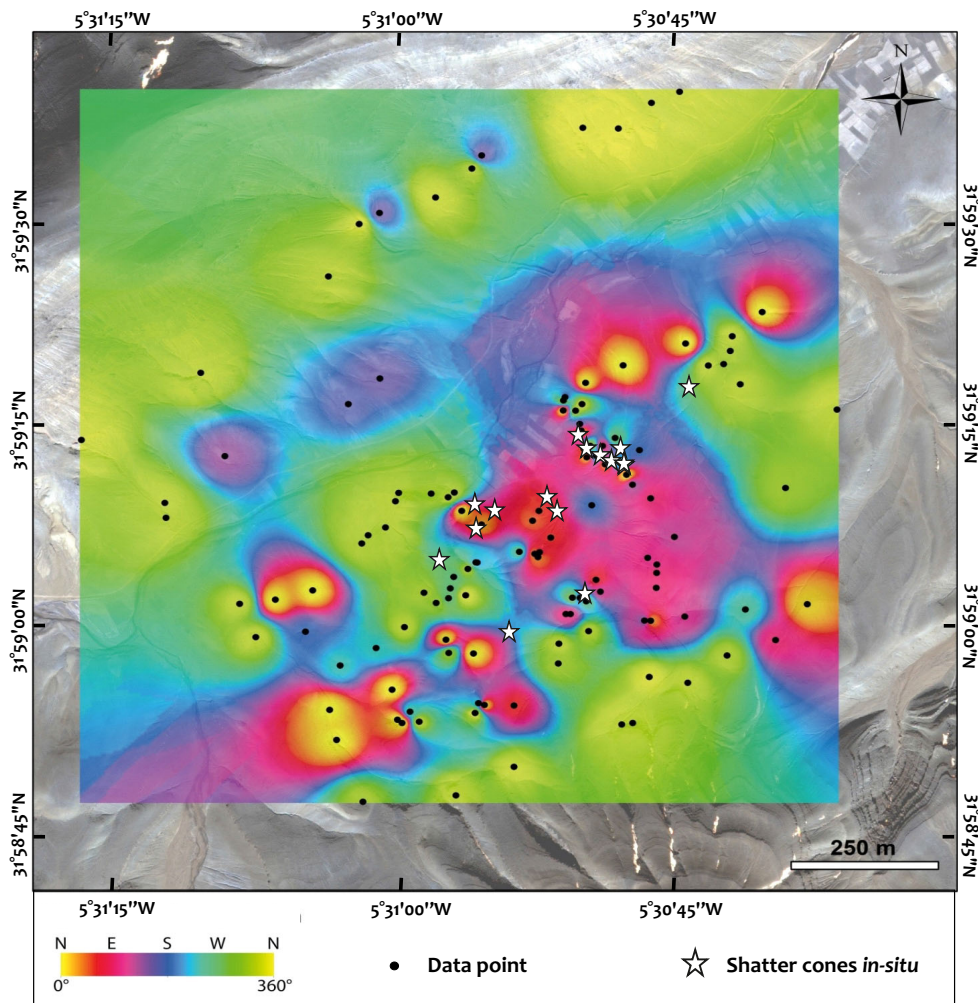 5°31'15"W 5°31'00"W 5°30'45"W
N
31°59'30"N 31°59'30"N
31°59'15"N 31°59'15"N
31°59'00"N 31°59'00"N
31°58'45"N 31°58'45"N
250 m
5°31'15"W 5°31'00"W 5°30'45"W
N E S W N
0° 360°
Data point
Shatter cones in-situ